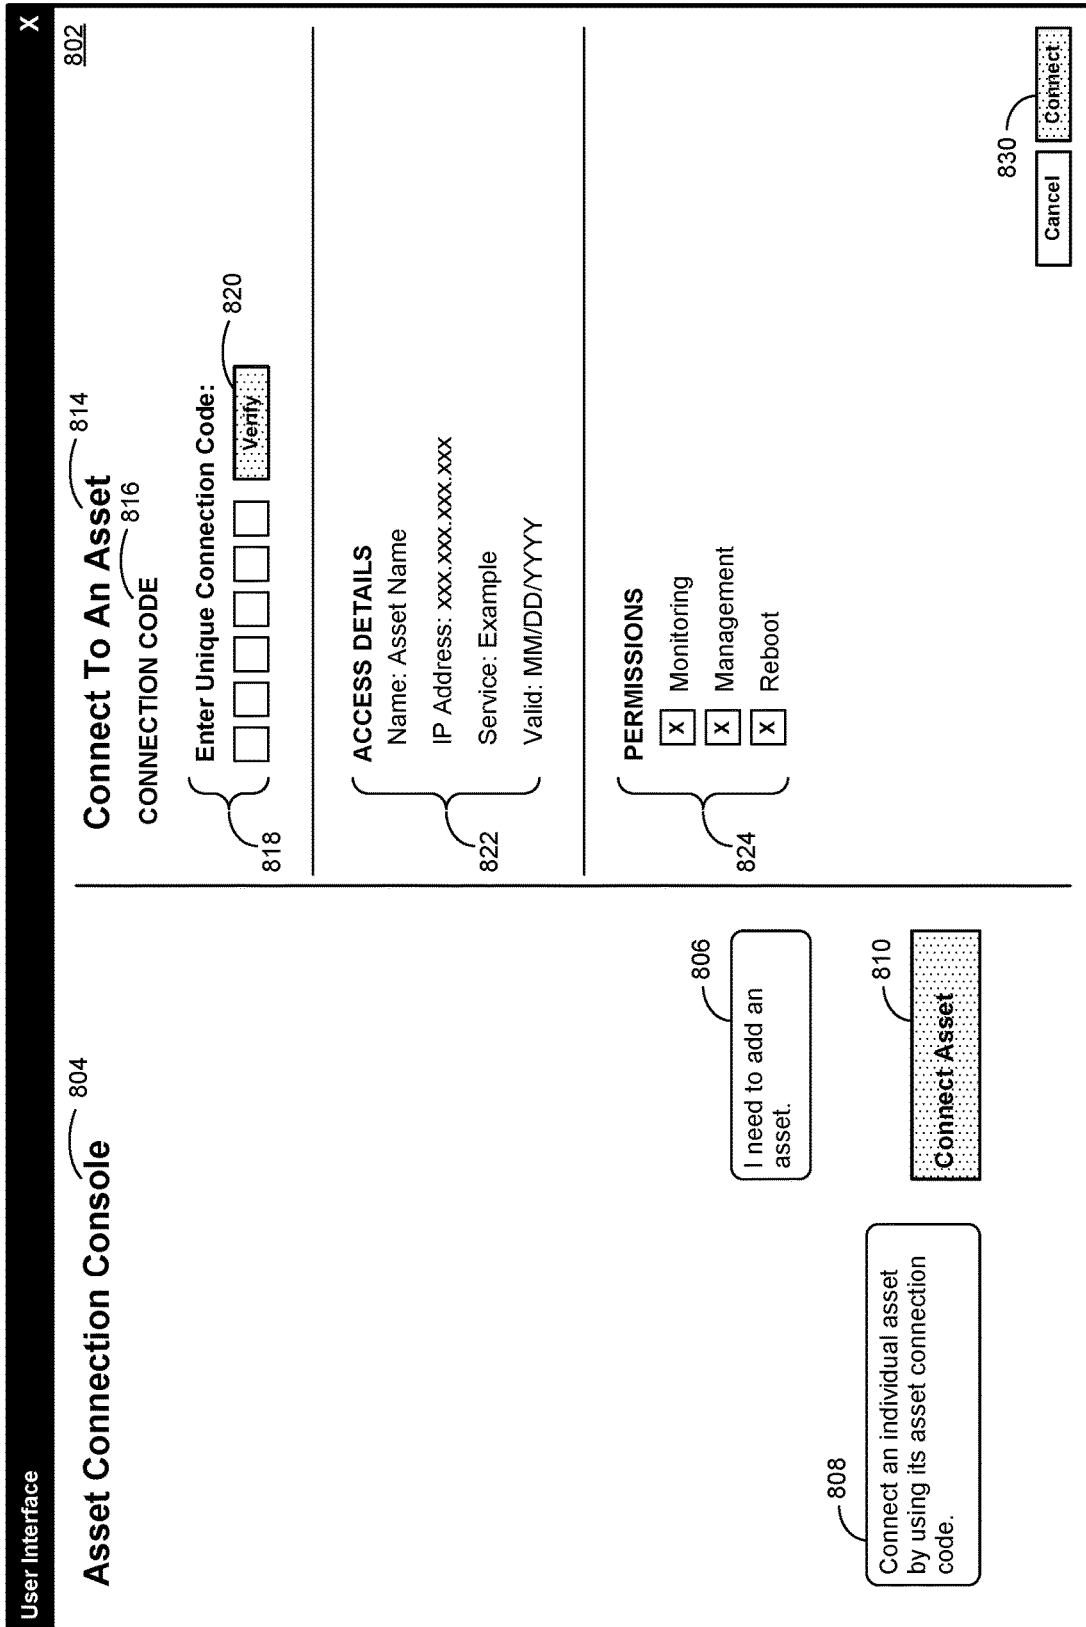 User Interface
X
802
Asset Connection Console
804
I need to add an
asset.
806
Connect an individual asset
by using its asset connection
code.
808
Connect Asset
810
Connect To An Asset
814
CONNECTION CODE
816
Enter Unique Connection Code:
Verify
818
820
ACCESS DETAILS
Name: Asset Name
IP Address: xxx.xxx.xxx.xxx.xxx
Service: Example
Valid: MM/DD/YYYY
822
PERMISSIONS
X Monitoring
X Management
X Reboot
824
830
Cancel
Connect